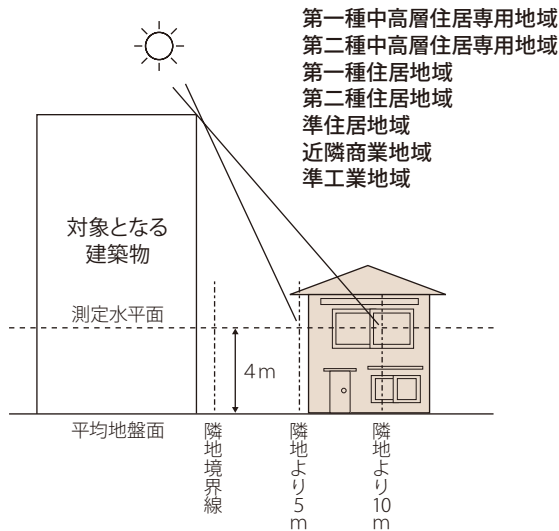 第一種中高層住居専用地域
第二種中高層住居専用地域
第一種住居地域
第二種住居地域
準住居地域
近隣商業地域
準工業地域
対象となる
建築物
測定水平面
4m
平均地盤面
隣地境界線
隣地より5m
隣地より10m